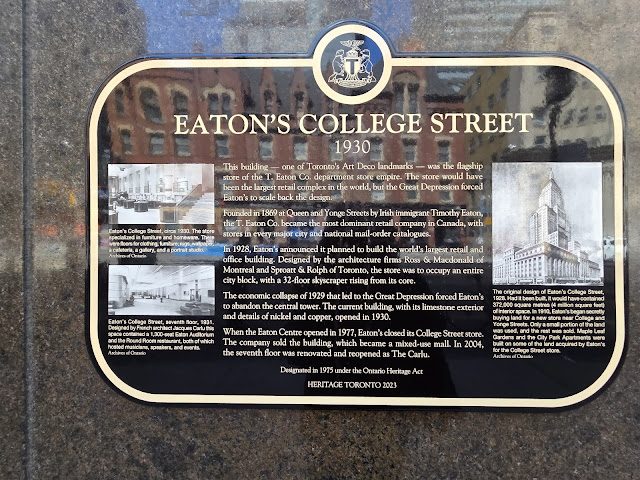 EATON'S COLLEGE STREET
1930
This building — one of Toronto's Art Deco landmarks — was the flagship
store of the T. Eaton Co. department store empire. The store would have
been the largest retail complex in the world, but the Great Depression forced
Eaton's to scale back the design.
Founded in 1869 at Queen and Yonge Streets by Irish immigrant Timothy Eaton,
the T. Eaton Co. became the most dominant retail company in Canada, with
stores in every major city and national mail-order catalogues.
In 1928, Eaton's announced it planned to build the world's largest retail and
office building. Designed by the architecture firms Ross & Macdonald of
Montreal and Sproatt & Rolph of Toronto, the store was to occupy an entire
city block, with a 32-floor skyscraper rising from its core.
The economic collapse of 1929 that led to the Great Depression forced Eaton's
to abandon the central tower. The current building, with its limestone exterior
and details of nickel and copper, opened in 1930.
When the Eaton Centre opened in 1977, Eaton's closed its College Street store.
The company sold the building, which became a mixed-use mall. In 2004,
the seventh floor was renovated and reopened as The Carlu.
Designated in 1975 under the Ontario Heritage Act
HERITAGE TORONTO 2023
Eaton's College Street, circa 1930. The store
specialized in furniture and homeware. There
were floors for clothing, furniture, rugs, wallpaper,
a cafeteria, a gallery, and a portrait studio.
Archives of Ontario
Eaton's College Street, seventh floor, 1931.
Designed by French architect Jacques Carlu this
space contained a 1,300-seat Eaton Auditorium
and the Round Room restaurant, both of which
hosted musicians, speakers, and events.
Archives of Ontario
The original design of Eaton's College Street,
1928. Had it been built, it would have contained
372,000 square metres (4 million square feet)
of interior space. In 1910, Eaton's began secretly
buying land for a new store near College and
Yonge Streets. Only a small portion of the land
was used, and the rest was sold. Maple Leaf
Gardens and the City Park Apartments were
built on some of the land acquired by Eaton's
for the College Street store.
Archives of Ontario